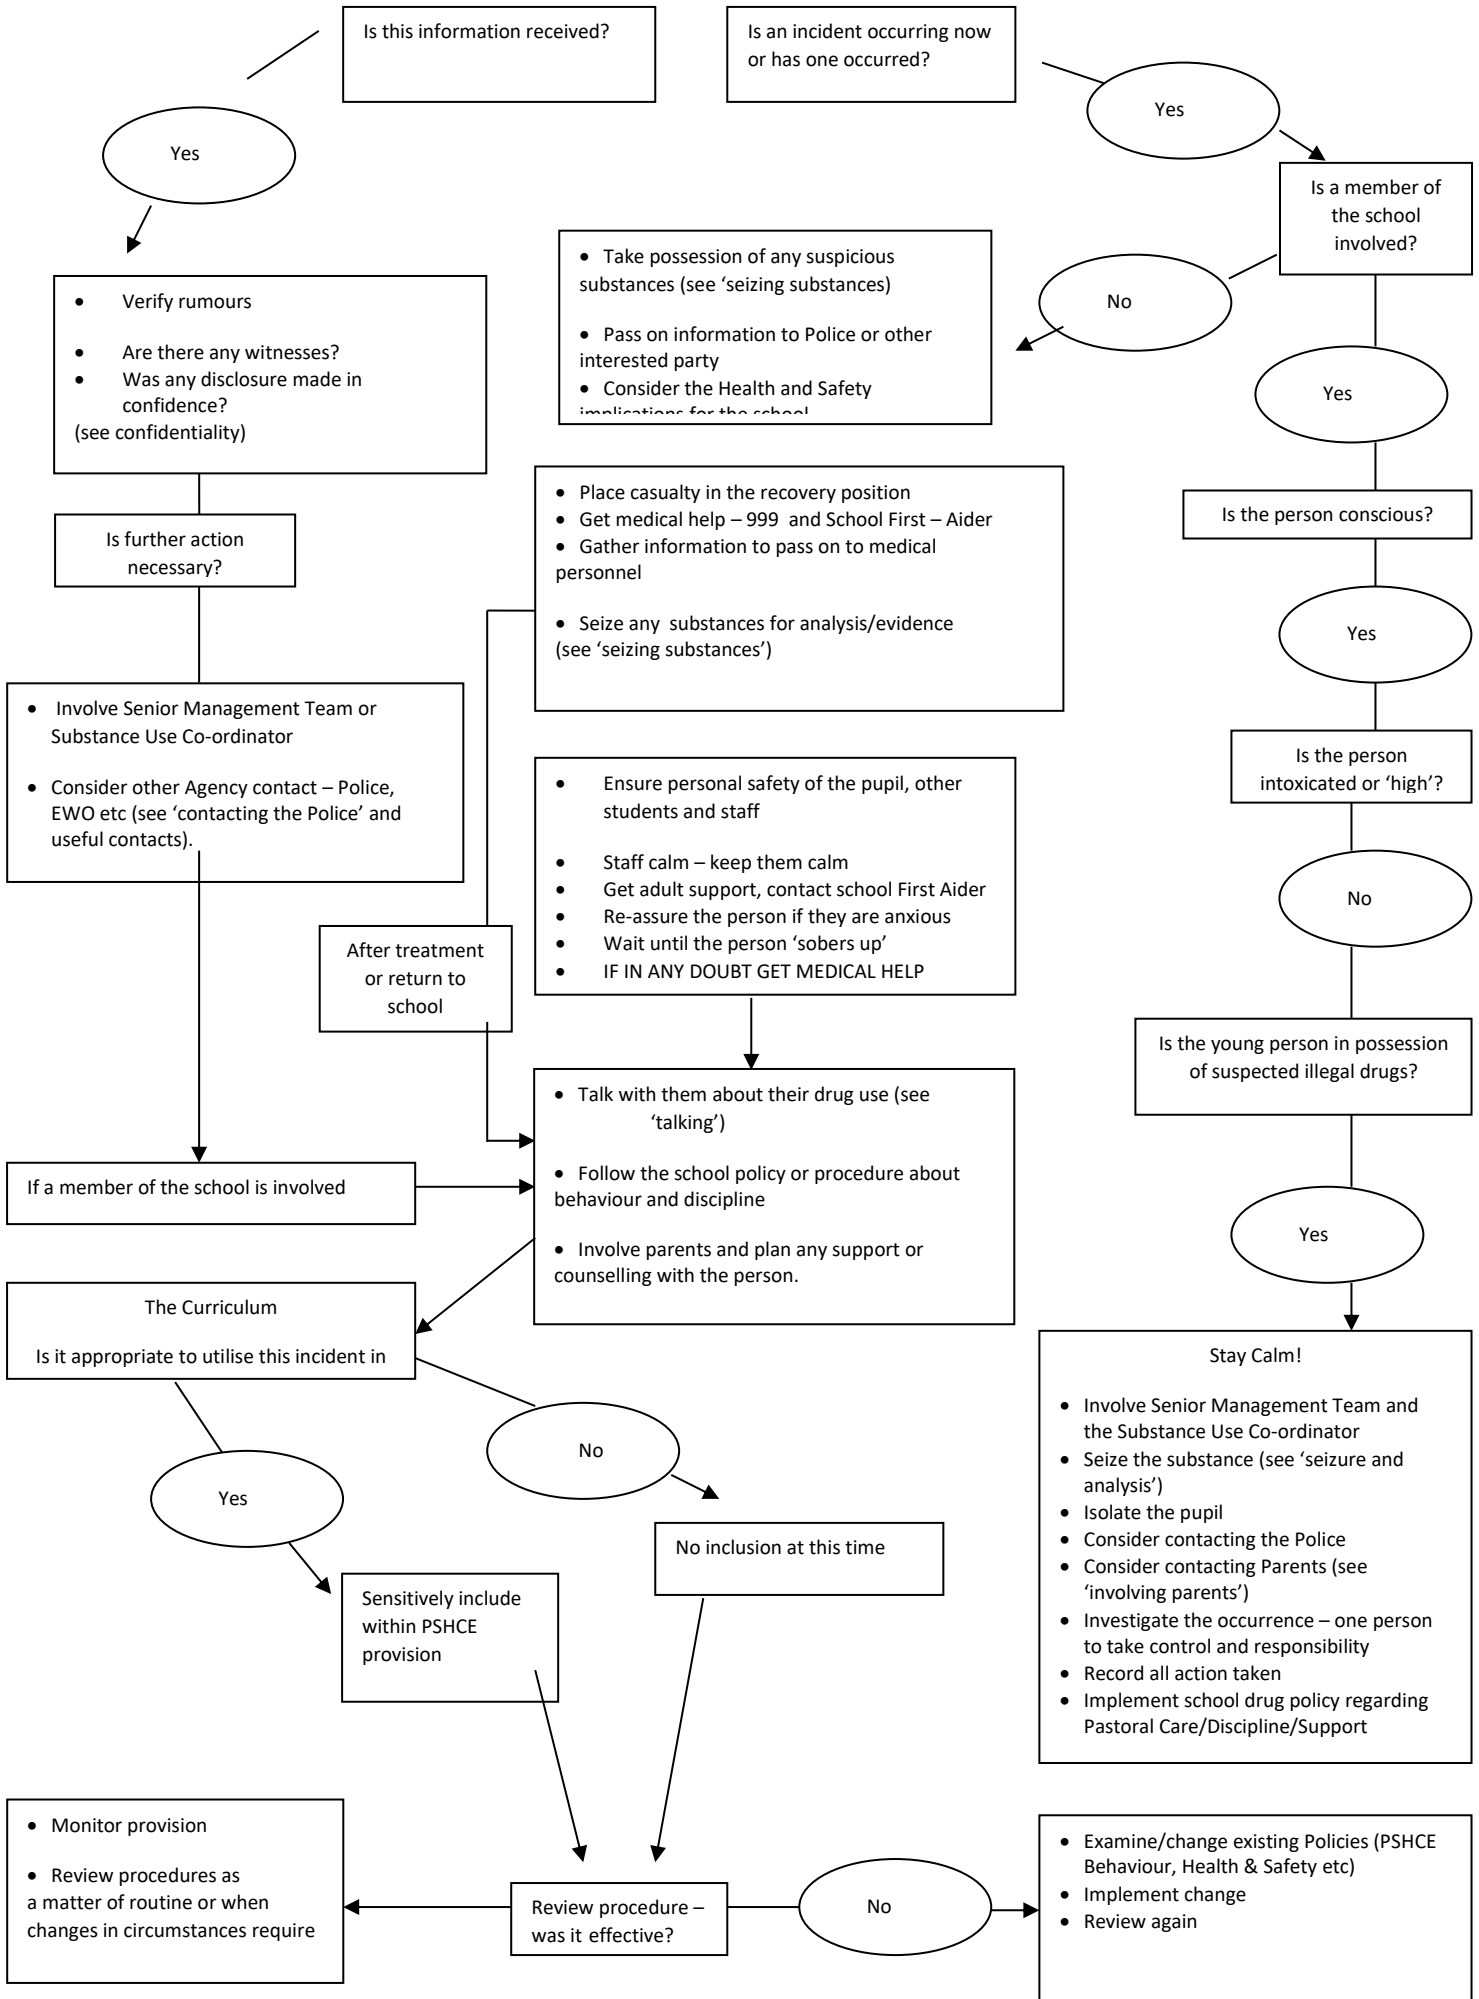 Is this information received?
Is an incident occurring now
or has one occurred?
Yes
Yes
Is a member of
the school
involved?
• Take possession of any suspicious
substances (see ‘seizing substances)
• Pass on information to Police or other
interested party
• Consider the Health and Safety
implications for the school
No
• Verify rumours
• Are there any witnesses?
• Was any disclosure made in
confidence?
(see confidentiality)
Yes
• Place casualty in the recovery position
• Get medical help – 999 and School First – Aider
• Gather information to pass on to medical
personnel
• Seize any substances for analysis/evidence
(see ‘seizing substances’)
Is the person conscious?
Is further action
necessary?
Yes
• Involve Senior Management Team or
Substance Use Co-ordinator
• Consider other Agency contact – Police,
EWO etc (see ‘contacting the Police’ and
useful contacts).
Is the person
intoxicated or ‘high’?
• Ensure personal safety of the pupil, other
students and staff
• Staff calm – keep them calm
• Get adult support, contact school First Aider
• Re-assure the person if they are anxious
• Wait until the person ‘sobers up’
• IF IN ANY DOUBT GET MEDICAL HELP
No
After treatment
or return to
school
Is the young person in possession
of suspected illegal drugs?
• Talk with them about their drug use (see
‘talking’)
• Follow the school policy or procedure about
behaviour and discipline
• Involve parents and plan any support or
counselling with the person.
If a member of the school is involved
Yes
The Curriculum
Is it appropriate to utilise this incident in
Stay Calm!
• Involve Senior Management Team and
the Substance Use Co-ordinator
• Seize the substance (see ‘seizure and
analysis’)
• Isolate the pupil
• Consider contacting the Police
• Consider contacting Parents (see
‘involving parents’)
• Investigate the occurrence – one person
to take control and responsibility
• Record all action taken
• Implement school drug policy regarding
Pastoral Care/Discipline/Support
No
Yes
No inclusion at this time
Sensitively include
within PSHCE
provision
• Monitor provision
• Review procedures as
a matter of routine or when
changes in circumstances require
Review procedure –
was it effective?
No
• Examine/change existing Policies (PSHCE
Behaviour, Health & Safety etc)
• Implement change
• Review again